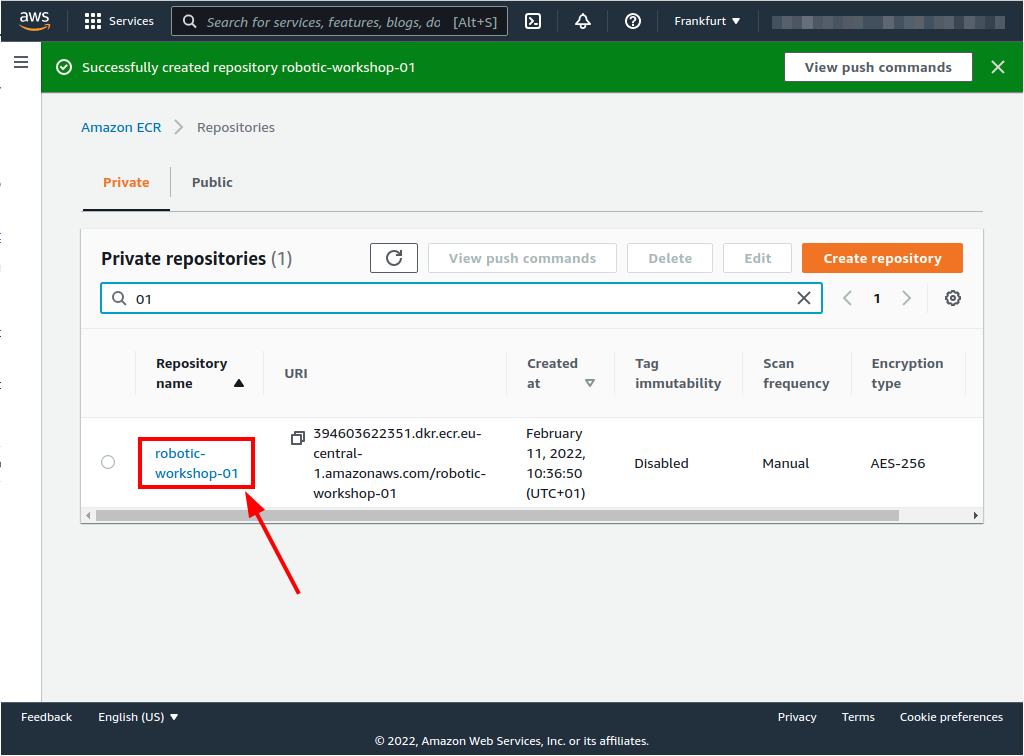 aws Services Search for services, features, blogs, do [Alt+S] Frankfurt
Successfully created repository robotic-workshop-01 View push commands
Amazon ECR Repositories
Private Public
Private repositories (1) View push commands Delete Edit Create repository
01 1
Repository name URI Created at Tag immutability Scan frequency Encryption type
robotic-
workshop-01
394603622351.dkr.ecr.eu-
central-
1.amazonaws.com/robotic-
workshop-01
February
11, 2022,
10:36:50
(UTC+01)
Disabled
Manual
AES-256
Feedback English (US) Privacy Terms Cookie preferences
© 2022, Amazon Web Services, Inc. or its affiliates.